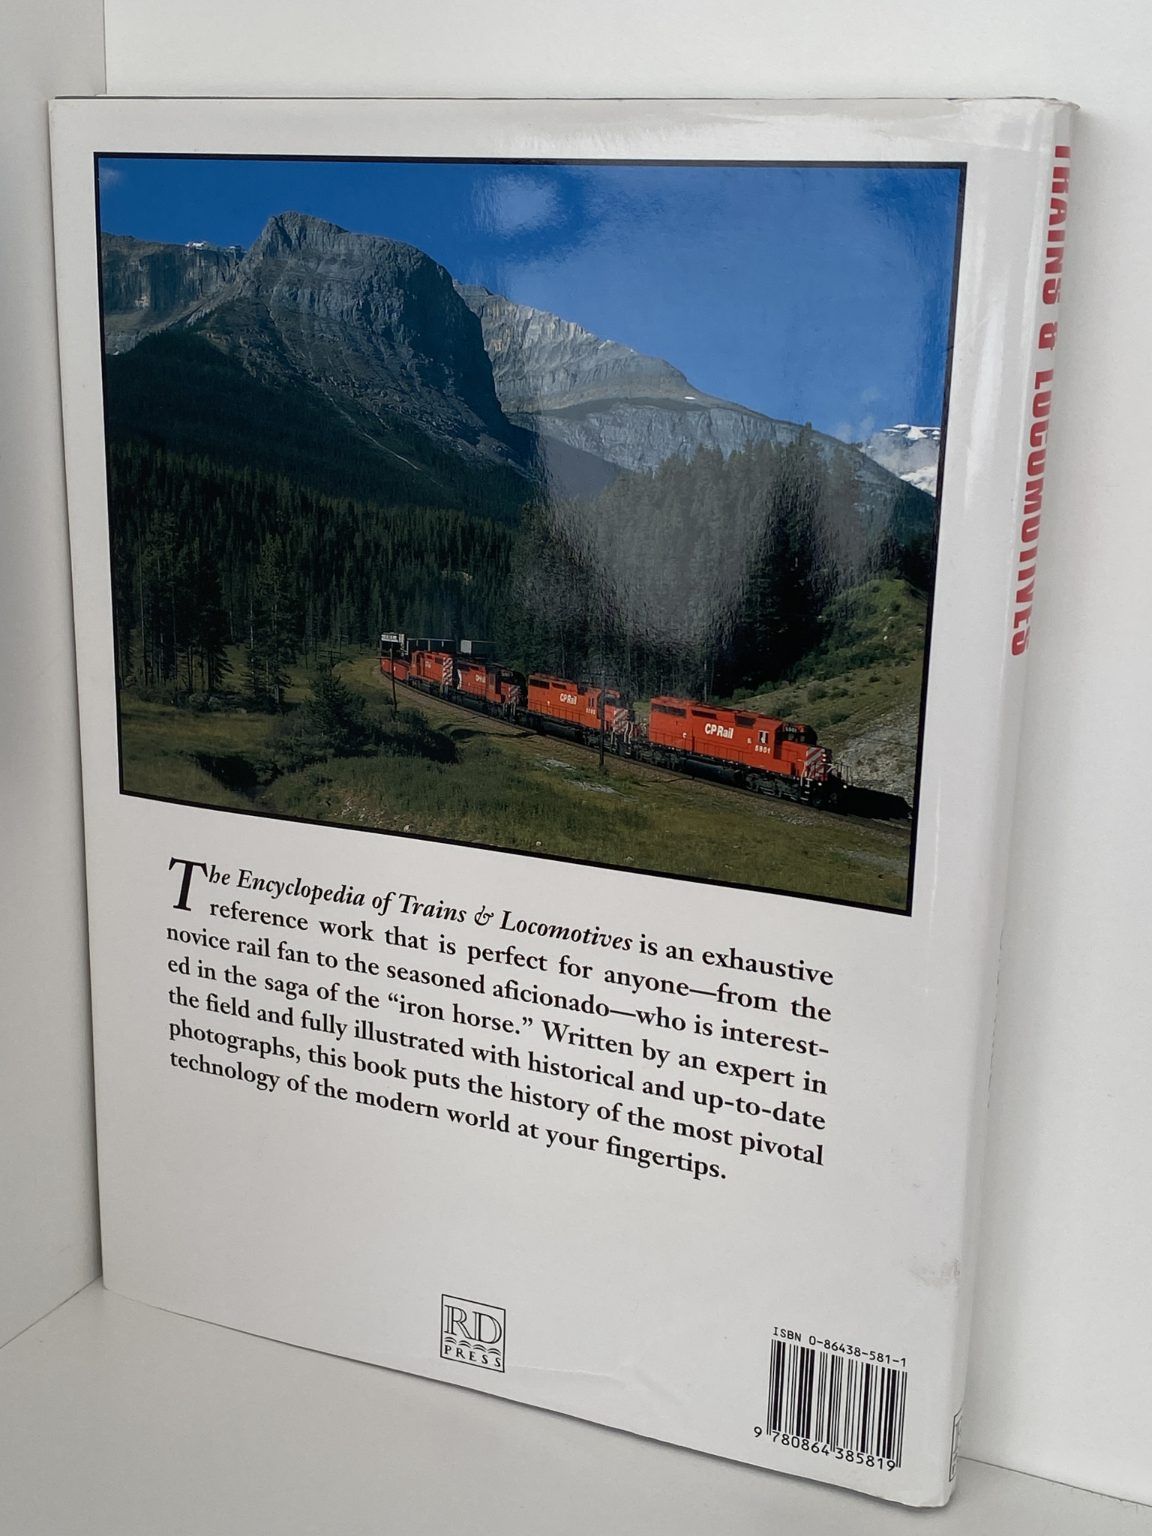 TRAINS & LOCOMOTIVES
CP Rail
CP Rail
5901
The Encyclopedia of Trains & Locomotives is an exhaustive
reference work that is perfect for anyone—from the
novice rail fan to the seasoned aficionado—who is interest-
ed in the saga of the “iron horse.” Written by an expert in
the field and fully illustrated with historical and up-to-date
photographs, this book puts the history of the most pivotal
technology of the modern world at your fingertips.
RD
PRESS
ISBN 0-86438-581-1
9 780864 385819